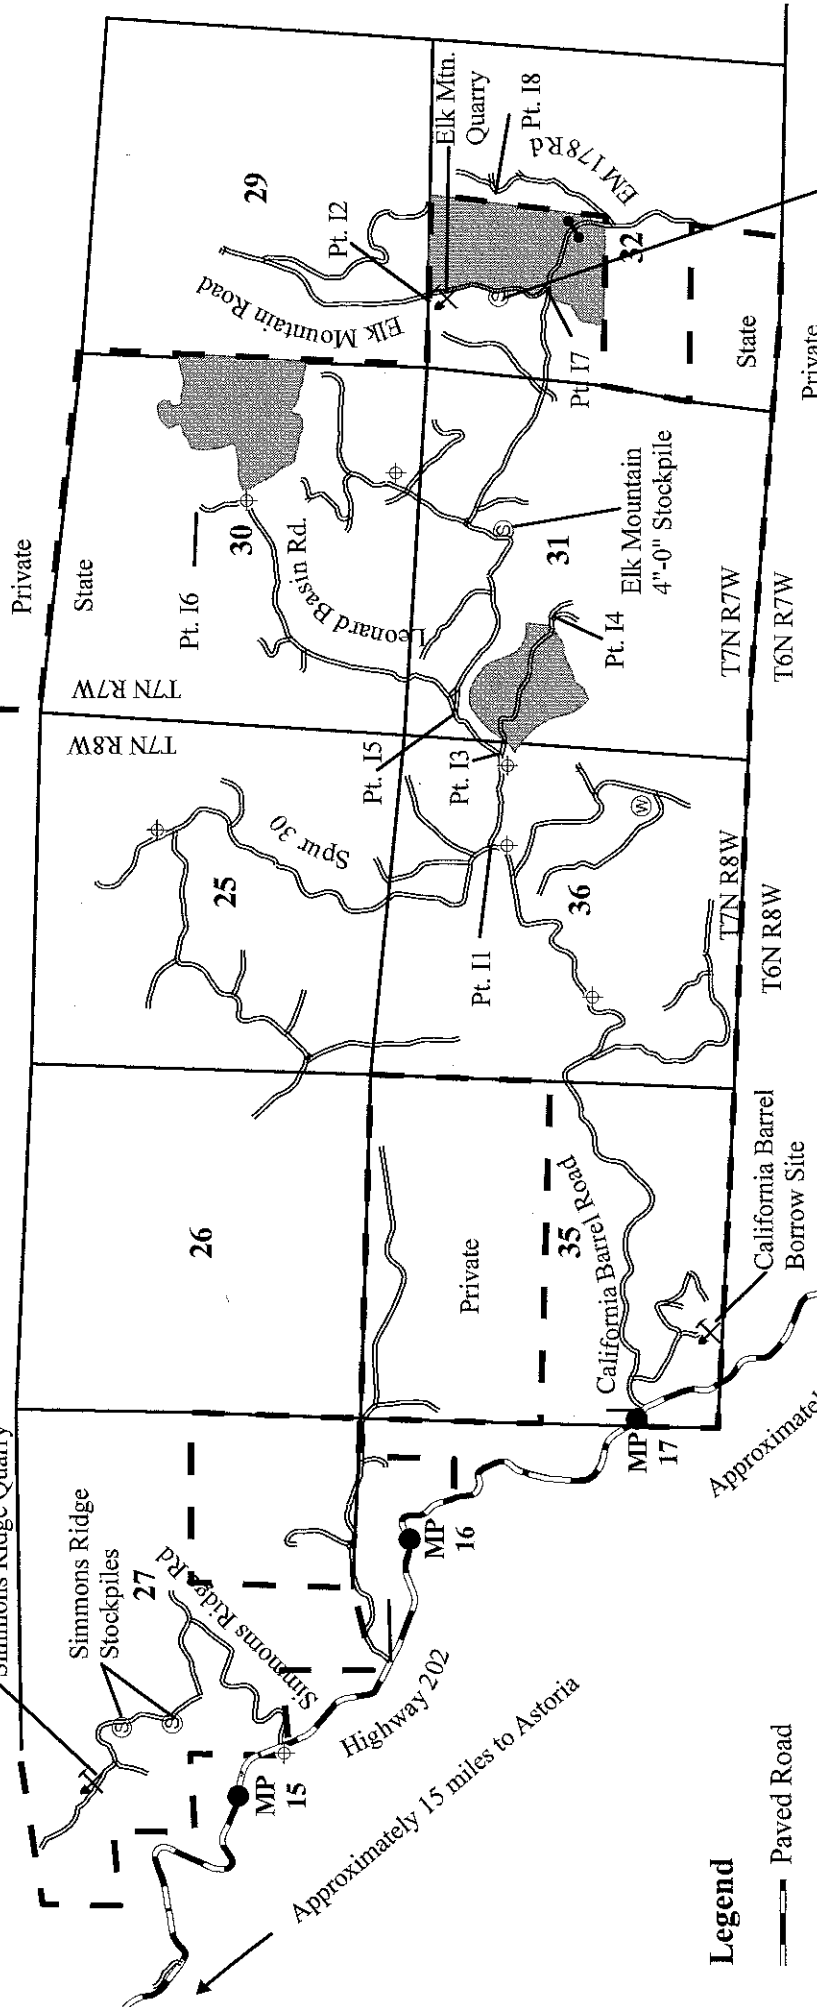 Simmons Ridge Quarry
Simmons Ridge
Stockpiles
27
Simmoms Ridge Rd
MP
15
Highway 202
Approximately 15 miles to Astoria
MP
16
MP
17
Approximately
26
Private
35
California Barrel Road
California Barrel
Borrow Site
25
Spur 30
T7N R8W
T7N R7W
Pt. I1
Pt. I3
Pt. I5
36
W
T7N R8W
T6N R8W
Private
State
Pt. I6
30
Leonard Basin Rd.
31
S
Elk Mountain
4"-0" Stockpile
Pt. I4
T7N R7W
T6N R7W
29
Elk Mountain Road
Pt. I2
Elk Mtn.
Quarry
Pt. I8
EM 178 Rd
S
Pt. I7
32
State
Private
S
S
Legend
Paved Road